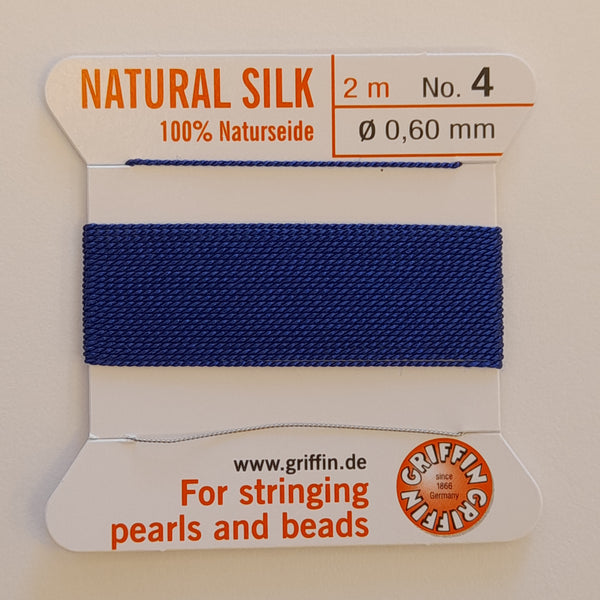 NATURAL SILK
100% Naturseide
2 m No. 4
Ø 0,60 mm
www.griffin.de
For stringing
pearls and beads
GRIFFIN
since
1866
Germany
GRIFFIN